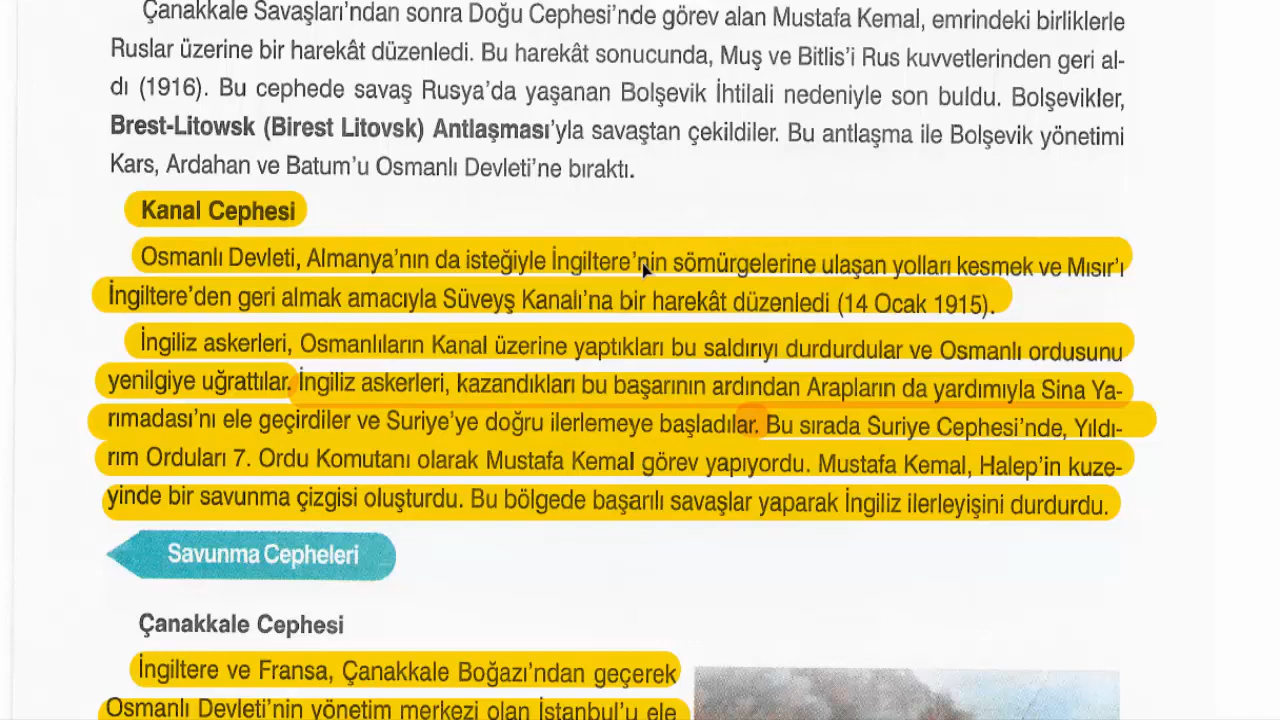 Çanakkale Savaşları'ndan sonra Doğu Cephesi'nde görev alan Mustafa Kemal, emrindeki birliklerle
Ruslar üzerine bir harekât düzenledi. Bu harekât sonucunda, Muş ve Bitlis'i Rus kuvvetlerinden geri al-
dı (1916). Bu cephede savaş Rusya'da yaşanan Bolşevik İhtilali nedeniyle son buldu. Bolşevikler,
Brest-Litowsk (Birest Litovsk) Antlaşması'yla savaştan çekildiler. Bu antlaşma ile Bolşevik yönetimi
Kars, Ardahan ve Batum'u Osmanlı Devleti'ne bıraktı.
Kanal Cephesi
Osmanlı Devleti, Almanya'nın da isteğiyle İngiltere'nin sömürgelerine ulaşan yolları kesmek ve Mısır'ı
İngiltere'den geri almak amacıyla Süveyş Kanalı'na bir harekât düzenledi (14 Ocak 1915).
İngiliz askerleri, Osmanlıların Kanal üzerine yaptıkları bu saldırıyı durdurdular ve Osmanlı ordusunu
yenilgiye uğrattılar. İngiliz askerleri, kazandıkları bu başarının ardından Arapların da yardımıyla Sina Ya-
rımadası'nı ele geçirdiler ve Suriye'ye doğru ilerlemeye başladılar. Bu sırada Suriye Cephesi'nde, Yıldı-
rım Orduları 7. Ordu Komutanı olarak Mustafa Kemal görev yapıyordu. Mustafa Kemal, Halep'in kuze-
yinde bir savunma çizgisi oluşturdu. Bu bölgede başarılı savaşlar yaparak İngiliz ilerleyişini durdurdu.
Savunma Cepheleri
Çanakkale Cephesi
İngiltere ve Fransa, Çanakkale Boğazı'ndan geçerek
Osmanlı Devleti'nin yönetim merkezi olan İstanbul'u ele